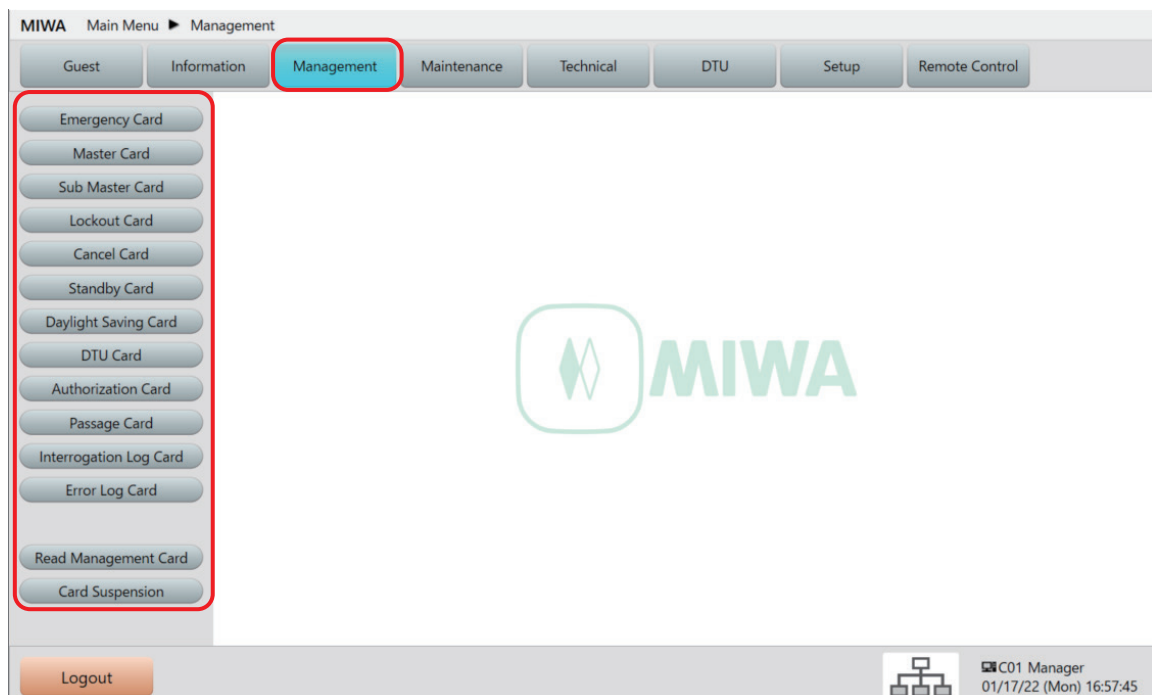 MIWA Main Menu ▶ Management
Guest Information Management Maintenance Technical DTU Setup Remote Control
Emergency Card
Master Card
Sub Master Card
Lockout Card
Cancel Card
Standby Card
Daylight Saving Card
DTU Card
Authorization Card
Passage Card
Interrogation Log Card
Error Log Card
Read Management Card
Card Suspension
MIWA
Logout
C01 Manager
01/17/22 (Mon) 16:57:45